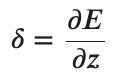 δ = ∂E/∂z